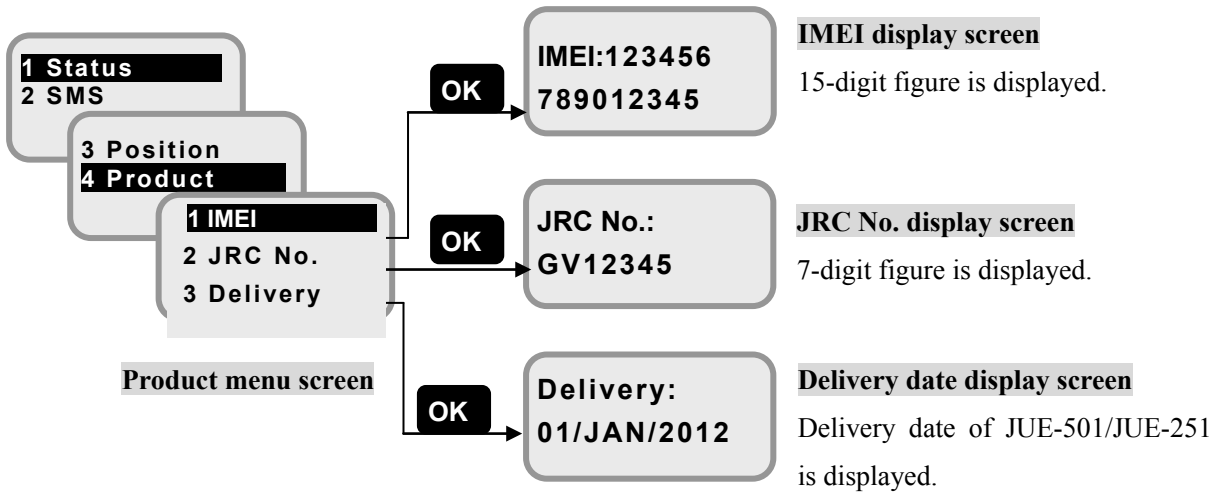 1 Status
2 SMS
3 Position
4 Product
1 IMEI
2 JRC No.
3 Delivery
Product menu screen
OK
IMEI:123456
789012345
IMEI display screen
15-digit figure is displayed.
OK
JRC No.:
GV12345
JRC No. display screen
7-digit figure is displayed.
OK
Delivery:
01/JAN/2012
Delivery date display screen
Delivery date of JUE-501/JUE-251
is displayed.